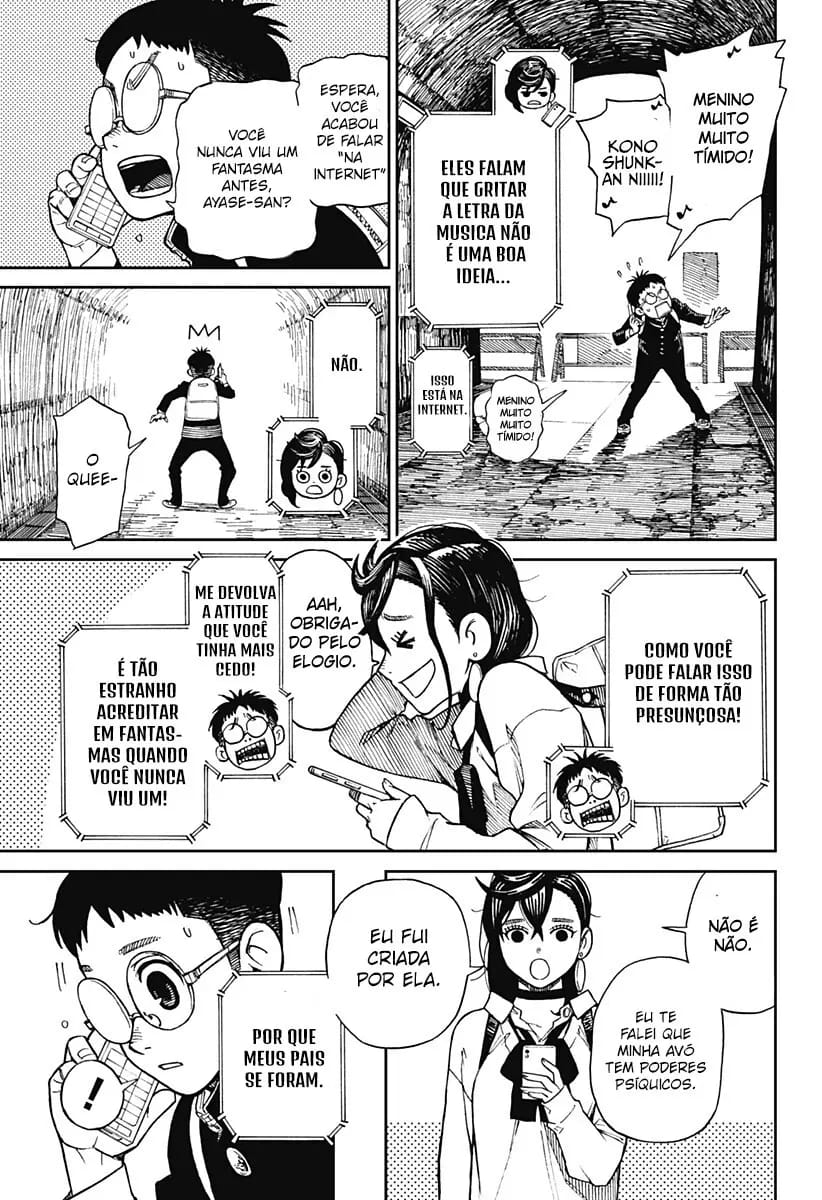 MENINO
MUITO
MUITO
TÍMIDO!
KONO
SHUNK-
AN NIIIII!
ELES FALAM
QUE GRITAR
A LETRA DA
MUSICA NÃO
É UMA BOA
IDEIA...
ISSO
ESTÁ NA
INTERNET.
MENINO
MUITO
MUITO
TÍMIDO!
ESPERA,
VOCÊ
ACABOU
DE FALAR
"NA
INTERNET"
VOCÊ
NUNCA VIU UM
FANTASMA
ANTES,
AYASE-SAN?
NÃO.
O
QUEE-
COMO VOCÊ
PODE FALAR ISSO
DE FORMA TÃO
PRESUNÇOSA!
AAH,
OBRIGA-
DO PELO
ELOGIO.
ME DEVOLVA
A ATITUDE
QUE VOCÊ
TINHA MAIS
CEDO!
É TÃO
ESTRANHO
ACREDITAR
EM FANTAS-
MAS QUANDO
VOCÊ NUNCA
VIU UM!
NÃO É
NÃO.
EU TE
FALEI QUE
MINHA AVÓ
TEM PODERES
PSÍQUICOS.
EU FUI
CRIADA
POR ELA.
POR QUE
MEUS PAIS
SE FORAM.
!